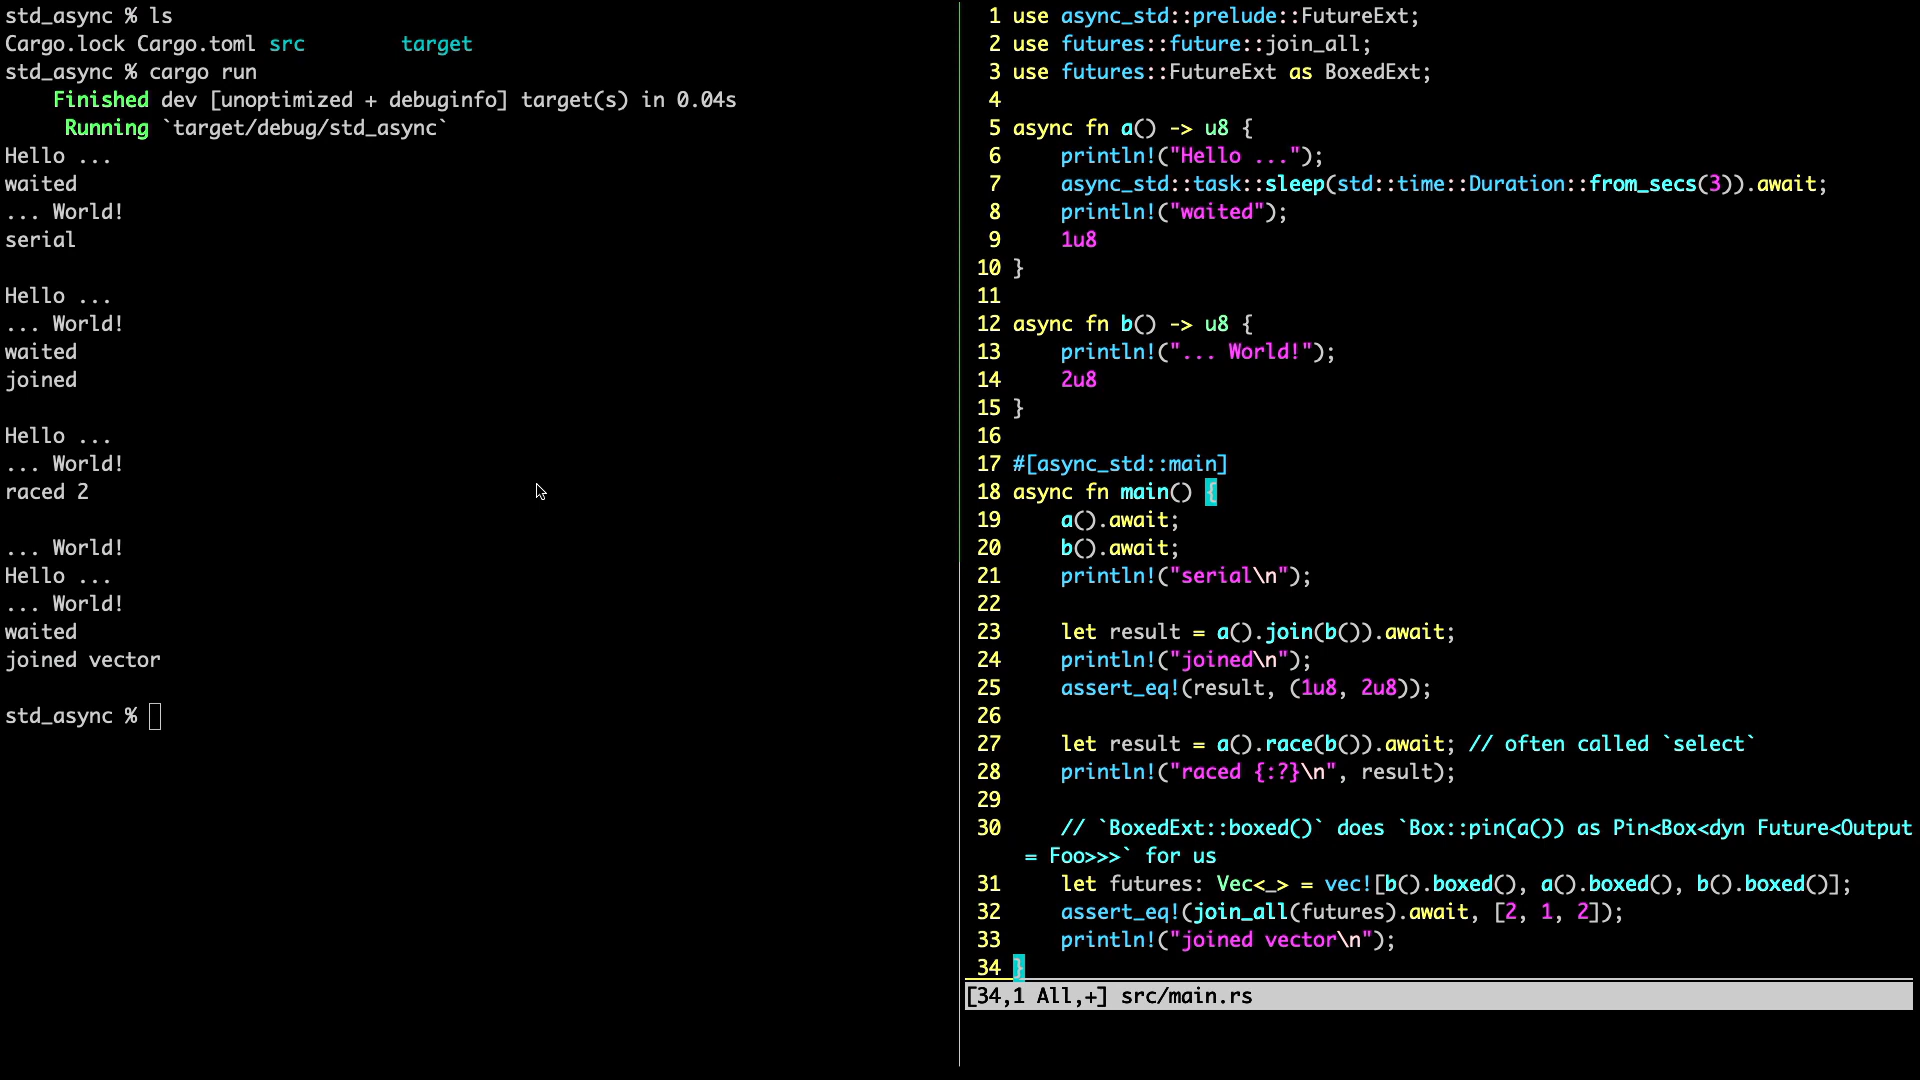 std_async % ls
Cargo.lock Cargo.toml src        target
std_async % cargo run
    Finished dev [unoptimized + debuginfo] target(s) in 0.04s
     Running `target/debug/std_async`
Hello ...
waited
... World!
serial

Hello ...
... World!
waited
joined

Hello ...
... World!
raced 2

... World!
Hello ...
... World!
waited
joined vector

std_async %
1 use async_std::prelude::FutureExt;
2 use futures::future::join_all;
3 use futures::FutureExt as BoxedExt;
4
5 async fn a() -> u8 {
6     println!("Hello ...");
7     async_std::task::sleep(std::time::Duration::from_secs(3)).await;
8     println!("waited");
9     1u8
10 }
11
12 async fn b() -> u8 {
13     println!("... World!");
14     2u8
15 }
16
17 #[async_std::main]
18 async fn main() {
19     a().await;
20     b().await;
21     println!("serial\n");
22
23     let result = a().join(b()).await;
24     println!("joined\n");
25     assert_eq!(result, (1u8, 2u8));
26
27     let result = a().race(b()).await; // often called `select`
28     println!("raced {:?}\n", result);
29
30     // `BoxedExt::boxed()` does `Box::pin(a()) as Pin<Box<dyn Future<Output
 = Foo>>>` for us
31     let futures: Vec<_> = vec![b().boxed(), a().boxed(), b().boxed()];
32     assert_eq!(join_all(futures).await, [2, 1, 2]);
33     println!("joined vector\n");
34 }
[34,1 All,+] src/main.rs